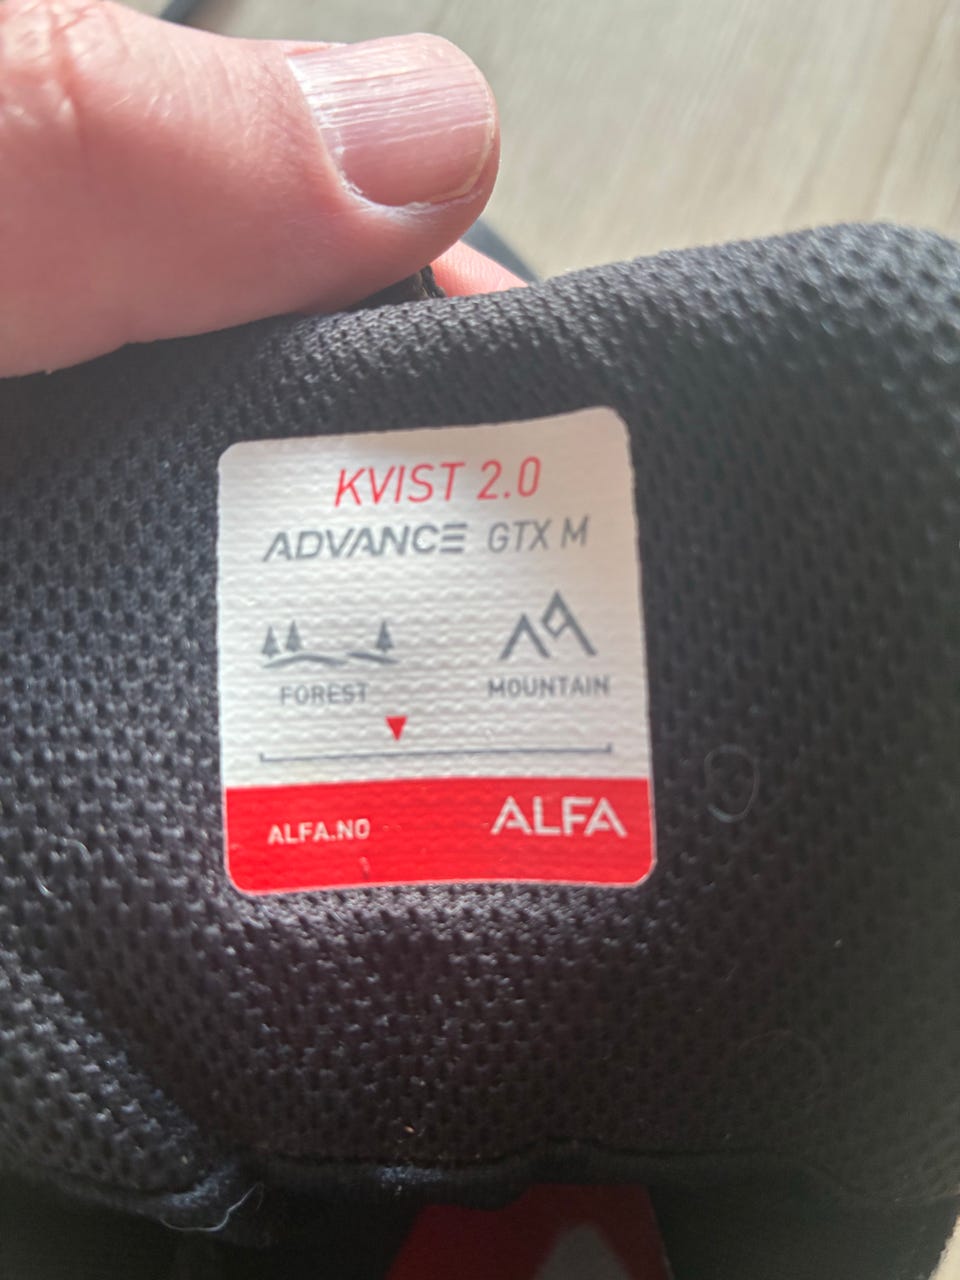 KVIST 2.0
ADVANCE GTX M
FOREST MOUNTAIN
ALFA.NO ALFA